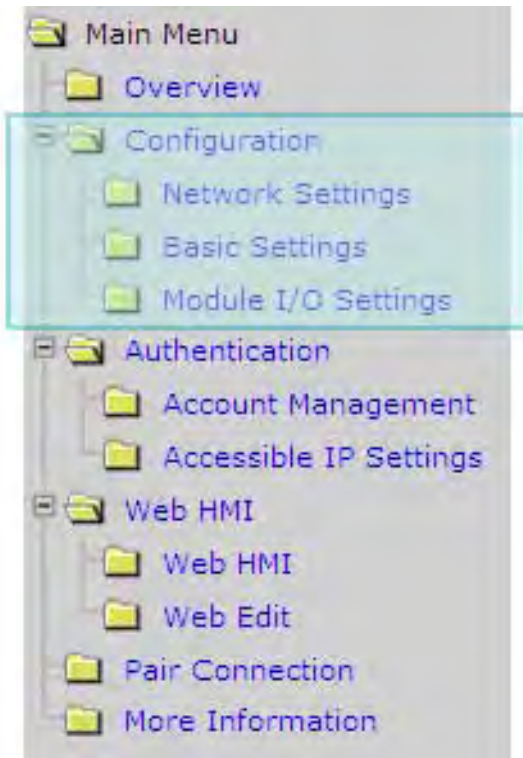 Main Menu
Overview
Configuration
Network Settings
Basic Settings
Module I/O Settings
Authentication
Account Management
Accessible IP Settings
Web HMI
Web HMI
Web Edit
Pair Connection
More Information